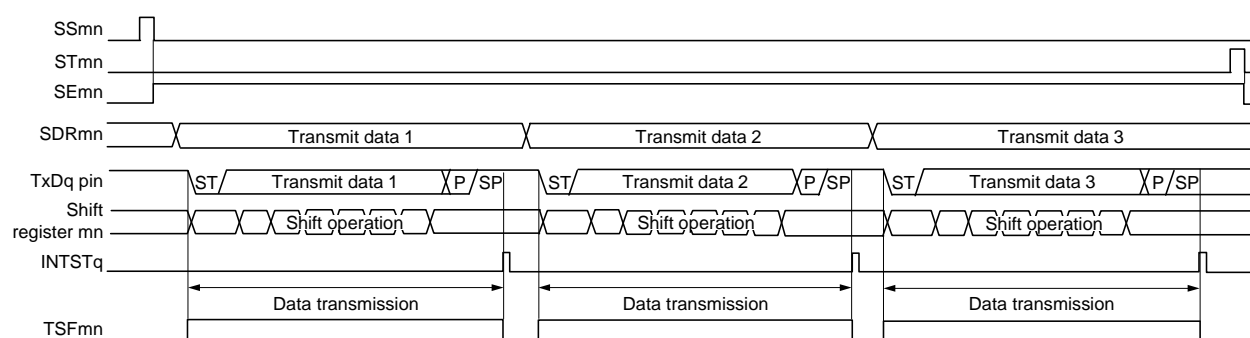 SSmn
STmn
SEmn
SDRmn Transmit data 1 Transmit data 2 Transmit data 3
TxDq pin ST Transmit data 1 P SP ST Transmit data 2 P SP ST Transmit data 3 P SP
Shift
register mn Shift operation Shift operation Shift operation
INTSTq
Data transmission Data transmission Data transmission
TSFmn